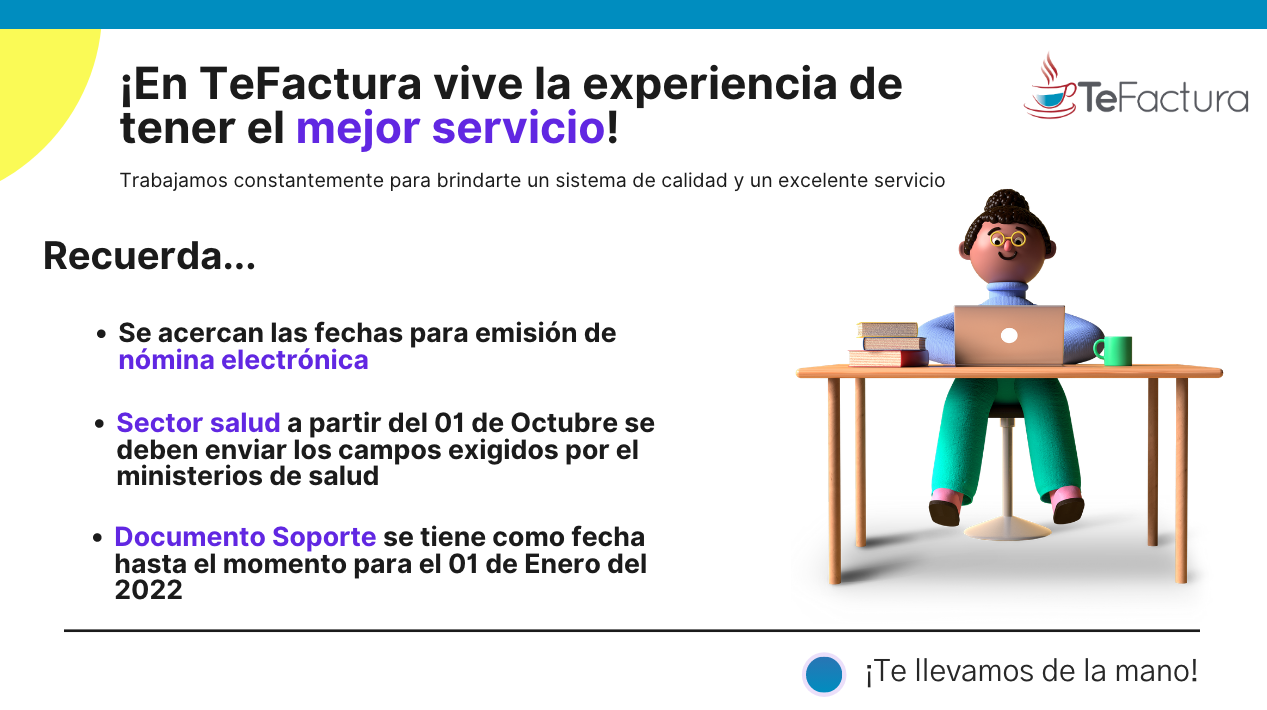 ¡En TeFactura vive la experiencia de
tener el mejor servicio!
TeFactura
Trabajamos constantemente para brindarte un sistema de calidad y un excelente servicio
Recuerda...
• Se acercan las fechas para emisión de
nómina electrónica
• Sector salud a partir del 01 de Octubre se
deben enviar los campos exigidos por el
ministerios de salud
• Documento Soporte se tiene como fecha
hasta el momento para el 01 de Enero del
2022
¡Te llevamos de la mano!